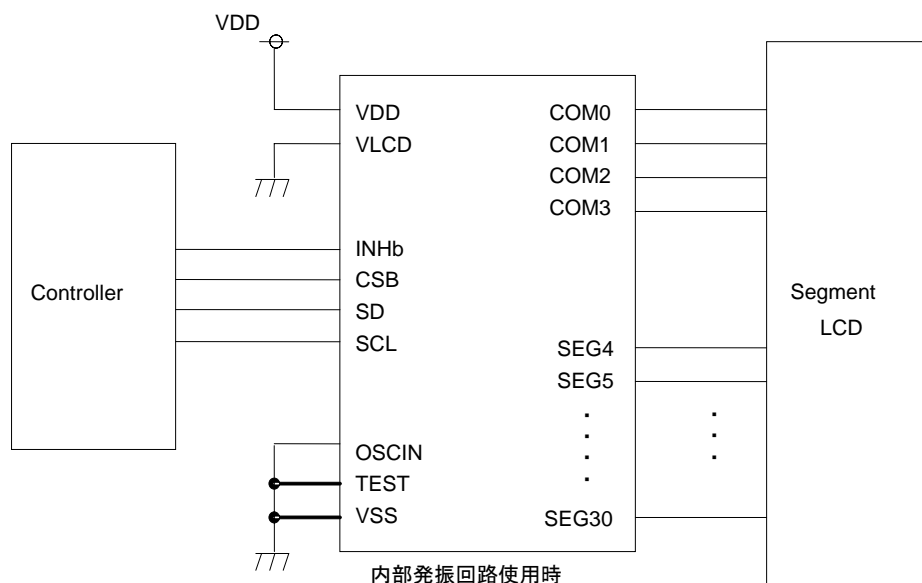 VDD
VDD
VLCD
INHb
CSB
SD
SCL
OSCIN
TEST
VSS
COM0
COM1
COM2
COM3
SEG4
SEG5
SEG30
Controller
Segment
LCD
内部発振回路使用時